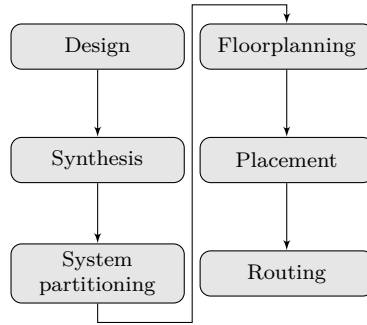 Design
Synthesis
System
partitioning
Floorplanning
Placement
Routing